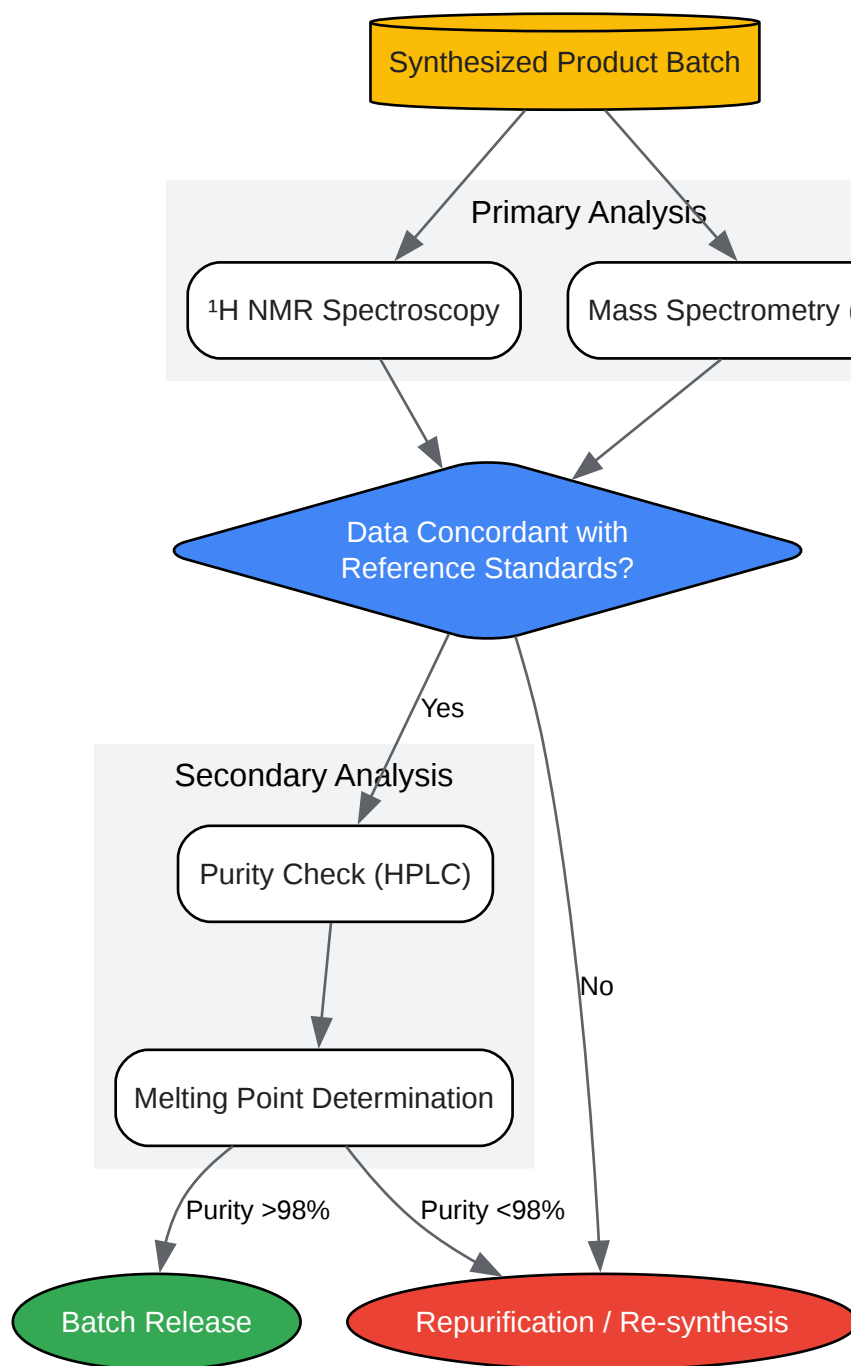 Synthesized Product Batch
Primary Analysis
¹H NMR Spectroscopy
Mass Spectrometry (
Data Concordant with
Reference Standards?
Yes
Secondary Analysis
Purity Check (HPLC)
No
Melting Point Determination
Purity >98%
Purity <98%
Batch Release
Repurification / Re-synthesis